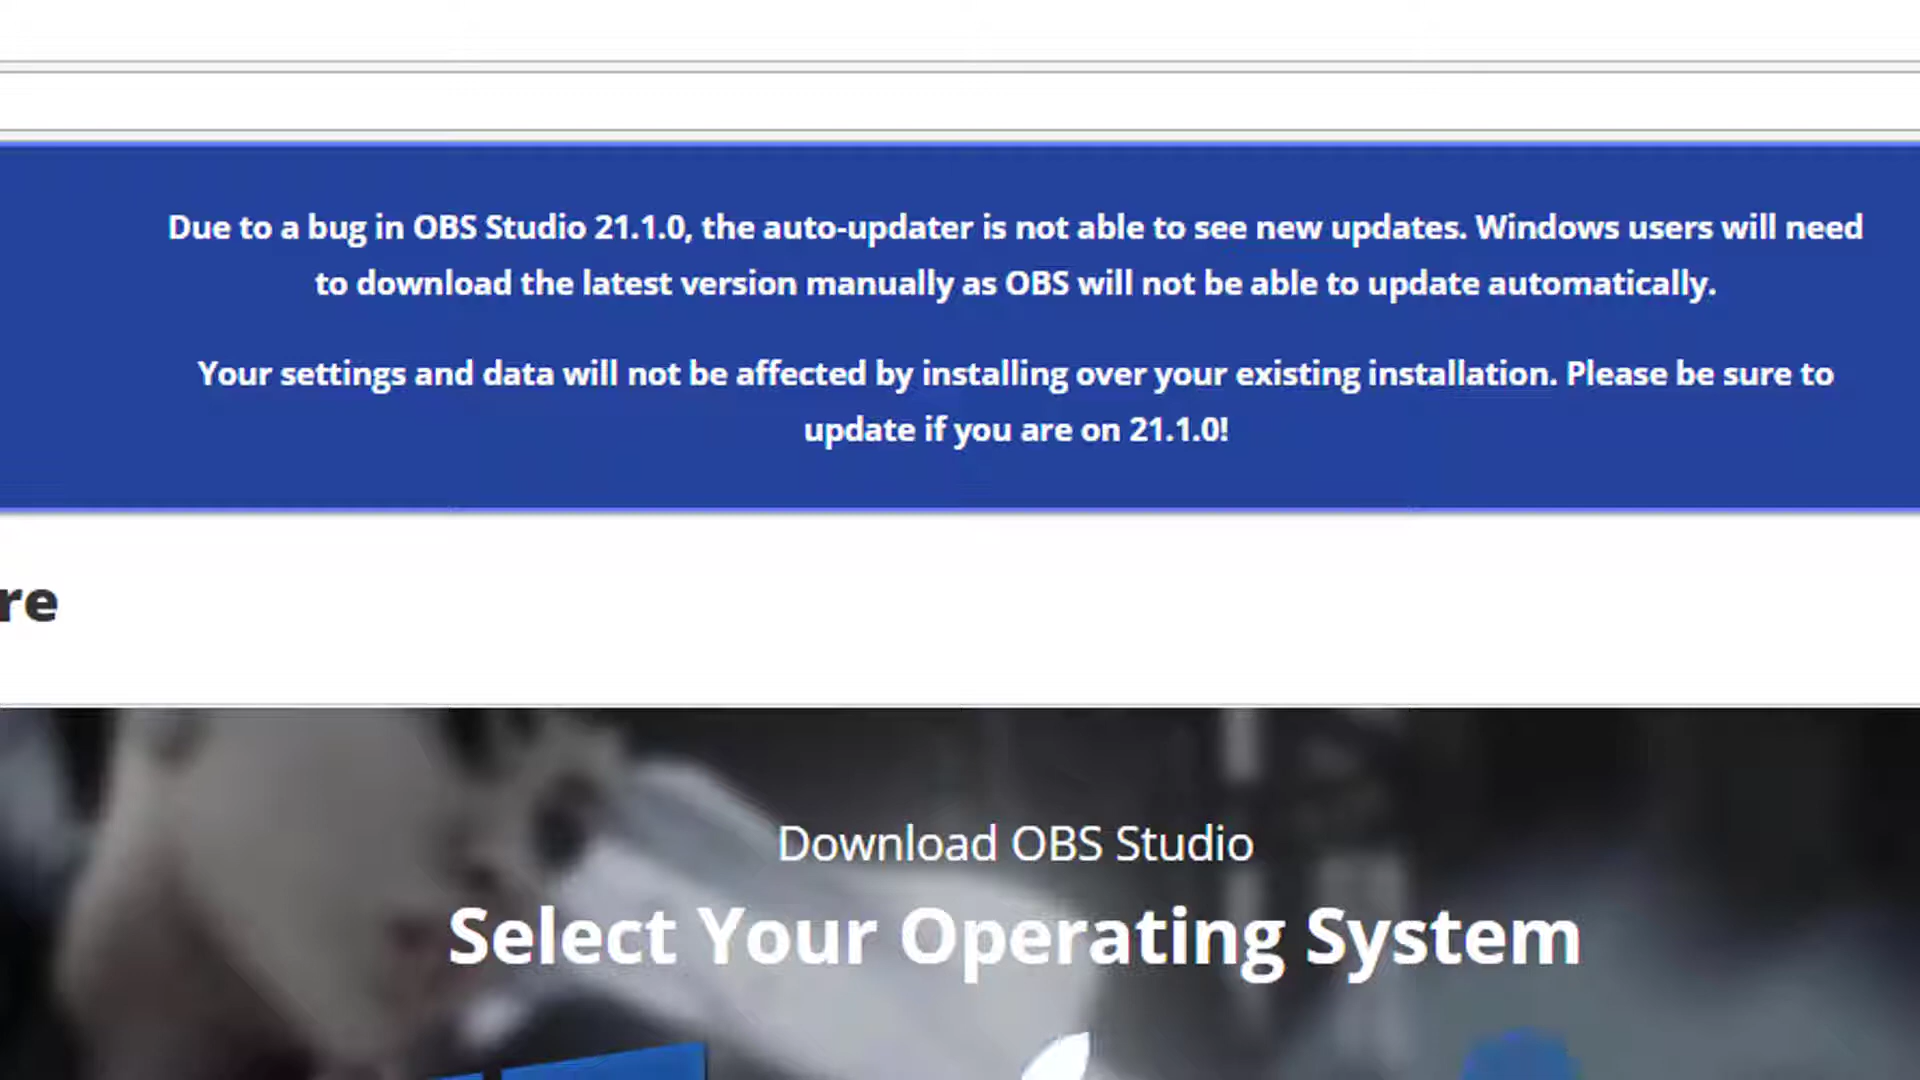 Due to a bug in OBS Studio 21.1.0, the auto-updater is not able to see new updates. Windows users will need
to download the latest version manually as OBS will not be able to update automatically.
Your settings and data will not be affected by installing over your existing installation. Please be sure to
update if you are on 21.1.0!
re
Download OBS Studio
Select Your Operating System